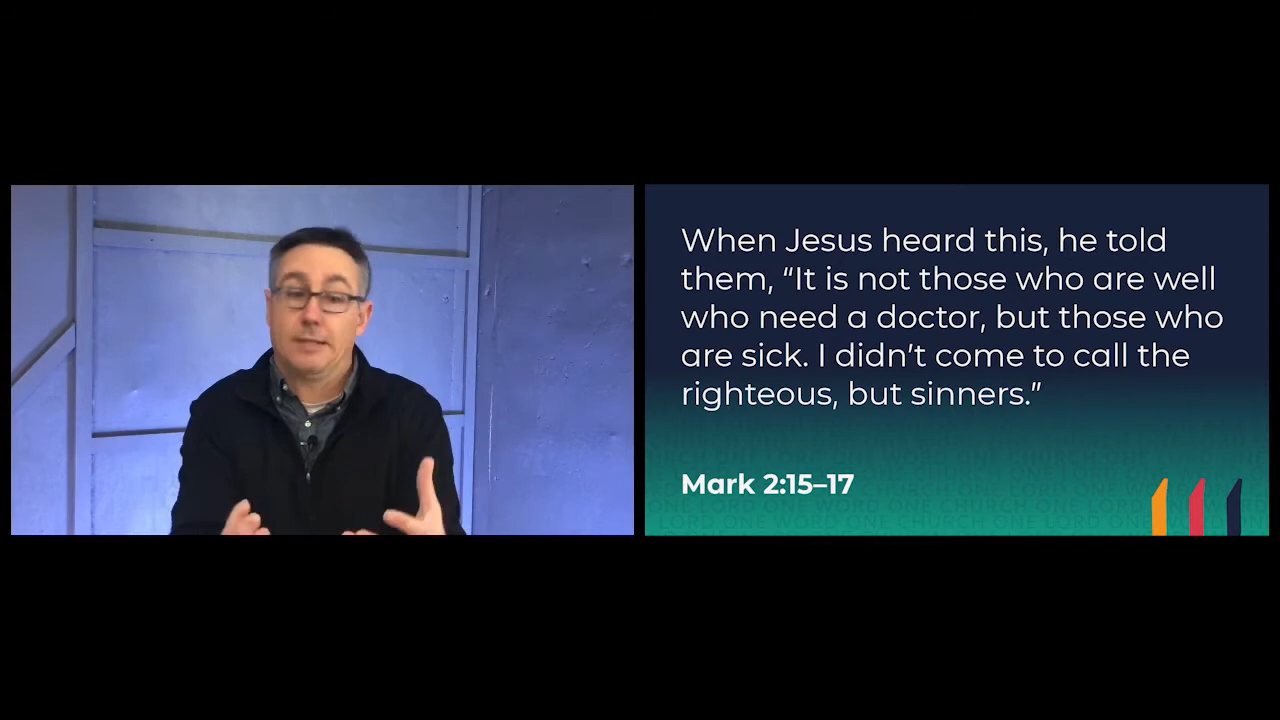 When Jesus heard this, he told
them, “It is not those who are well
who need a doctor, but those who
are sick. I didn’t come to call the
righteous, but sinners.”
Mark 2:15–17